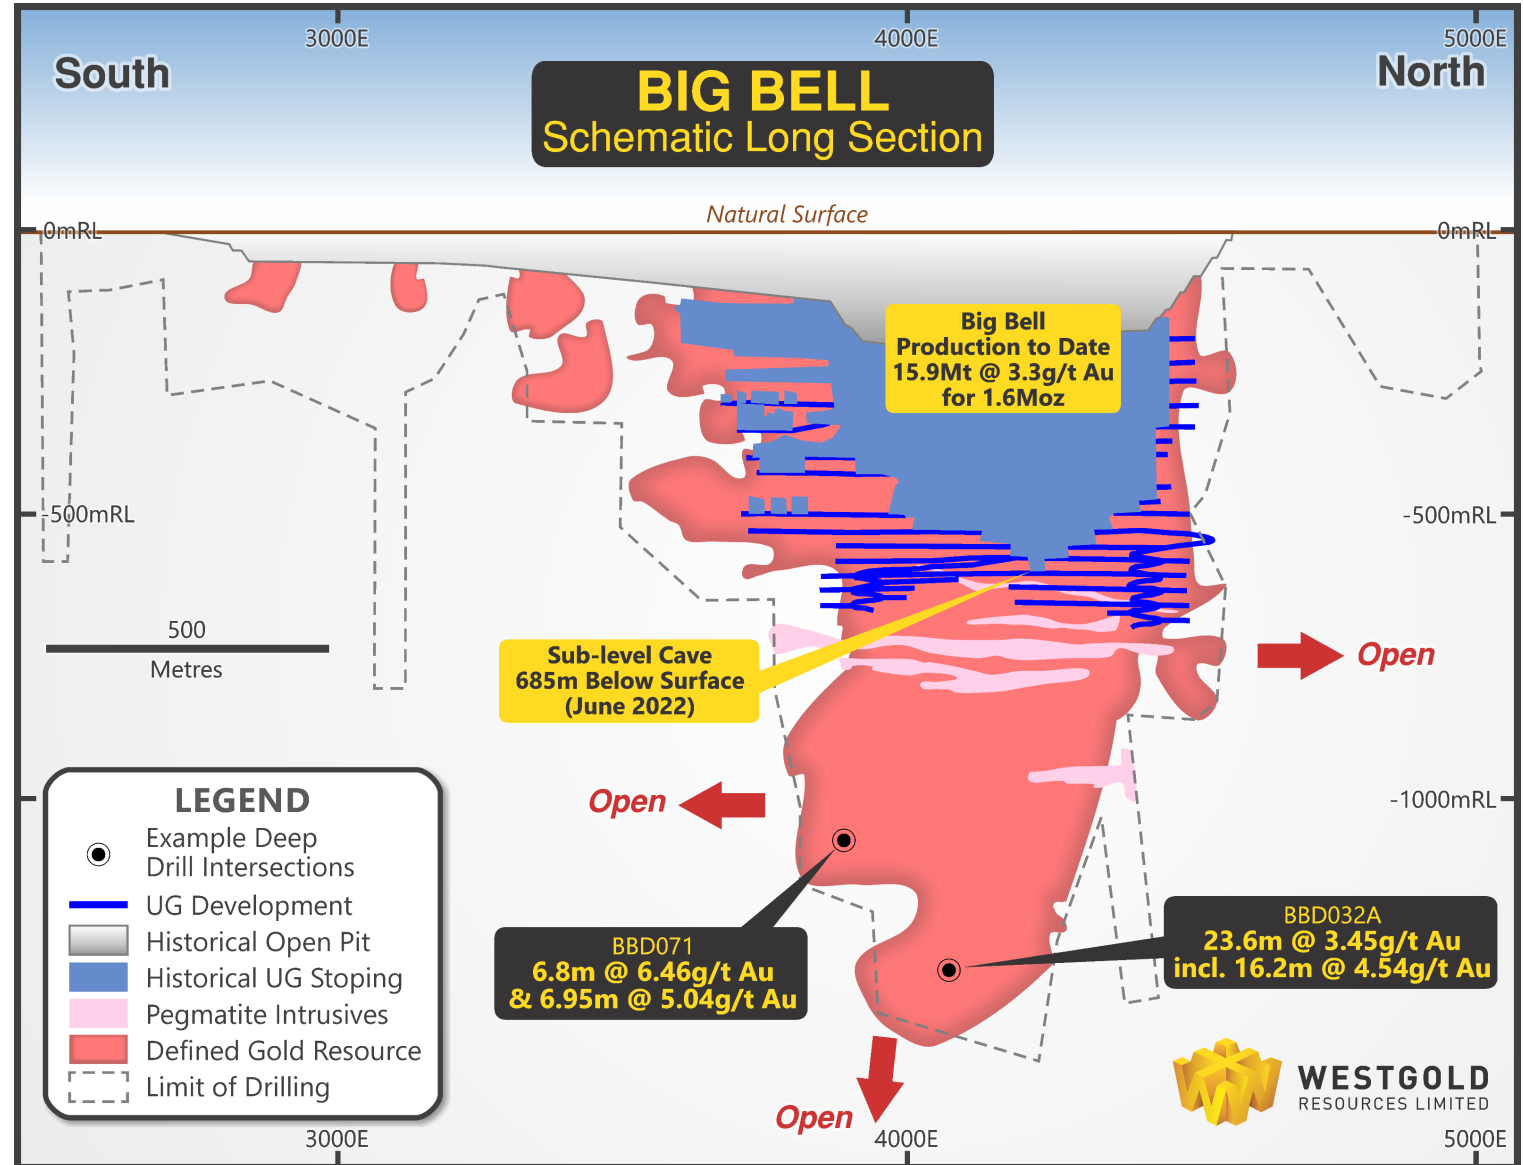 3000E
4000E
5000E
South
North
BIG BELL
Schematic Long Section
Natural Surface
0mRL
0mRL
Big Bell
Production to Date
15.9Mt @ 3.3g/t Au
for 1.6Moz
-500mRL
-500mRL
500
Metres
Sub-level Cave
685m Below Surface
(June 2022)
Open
Open
-1000mRL
LEGEND
Example Deep
Drill Intersections
UG Development
Historical Open Pit
Historical UG Stoping
Pegmatite Intrusives
Defined Gold Resource
Limit of Drilling
BBD071
6.8m @ 6.46g/t Au
& 6.95m @ 5.04g/t Au
BBD032A
23.6m @ 3.45g/t Au
incl. 16.2m @ 4.54g/t Au
Open
WESTGOLD
RESOURCES LIMITED
3000E
4000E
5000E